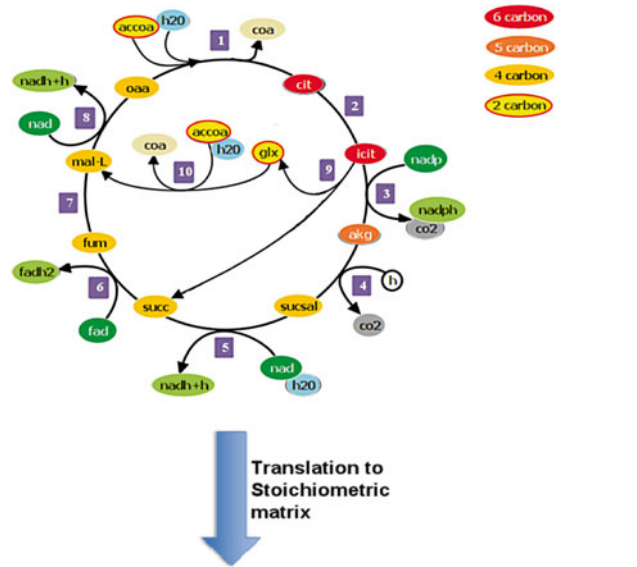 accoa
h20
1
coa
6 carbon
5 carbon
4 carbon
2 carbon
nadh+h
oaa
cit
2
nad
8
accoa
coa
h20
glx
icit
nadp
mal-L
10
9
3
nadph
co2
7
akg
fum
fadh2
6
4
h
succ
sucsal
co2
fad
5
nad
nadh+h
h20
Translation to
Stoichiometric
matrix